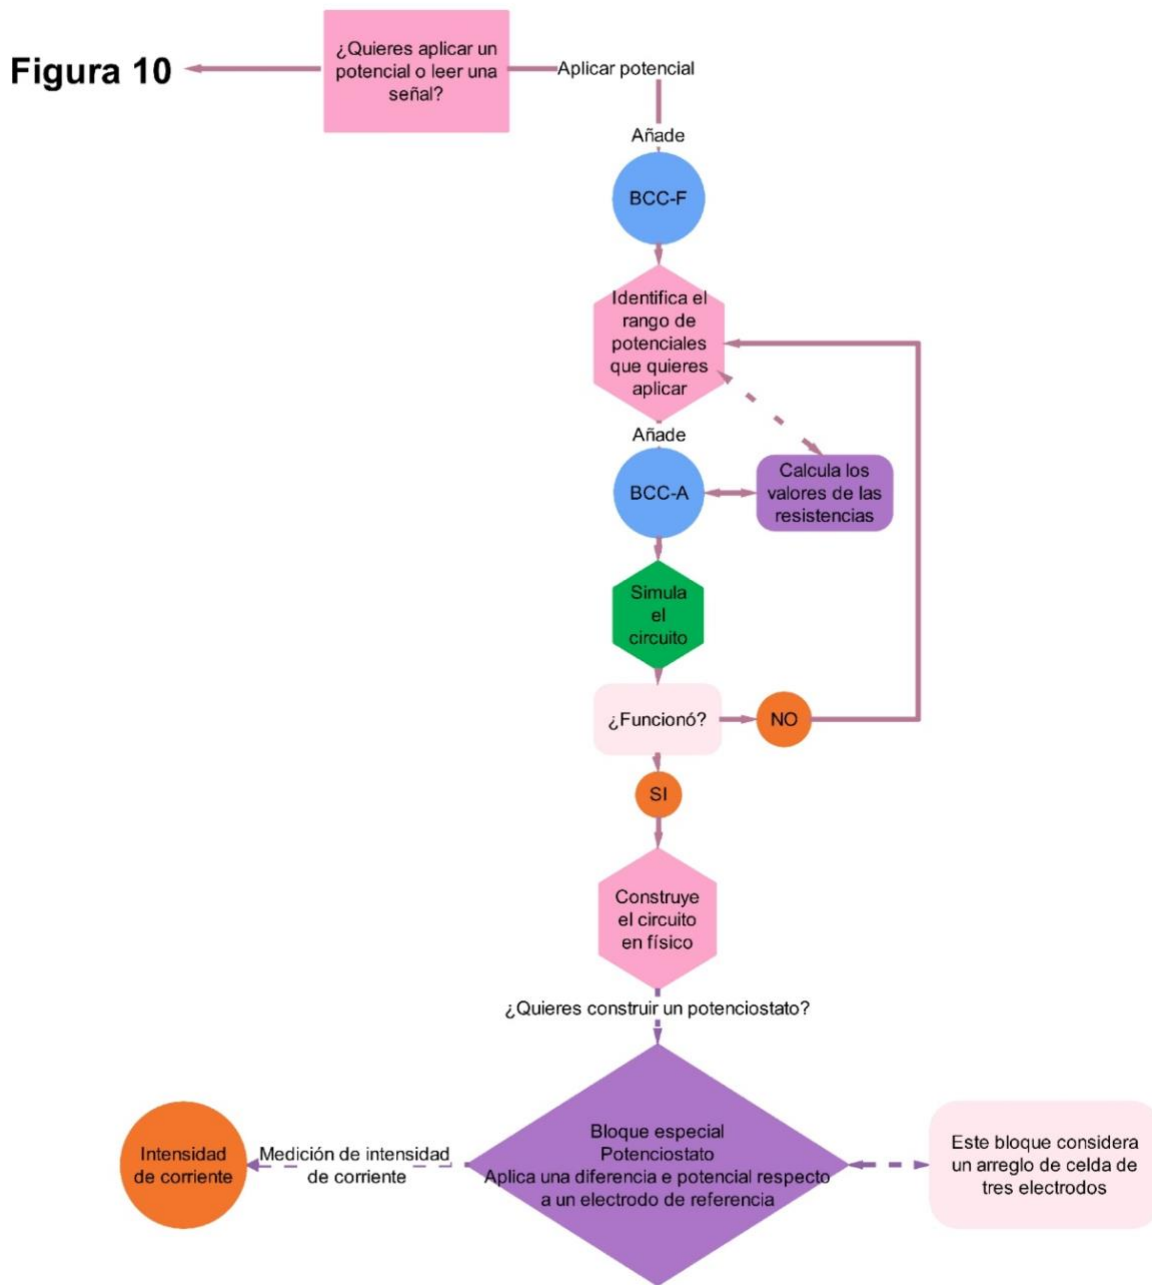 ¿Quieres aplicar un
potencial o leer una
señal?
Figura 10
Aplicar potencial
Añade
BCC-F
Identifica el
rango de
potenciales
que quieres
aplicar
Añade
BCC-A
Calcula los
valores de las
resistencias
Simula
el
circuito
¿Funcionó?
NO
SI
Construye
el circuito
en físico
¿Quieres construir un potenciostato?
Bloque especial
Potenciostato
Aplica una diferencia e potencial respecto
a un electrodo de referencia
Medición de intensidad
de corriente
Intensidad
de corriente
Este bloque considera
un arreglo de celda de
tres electrodos